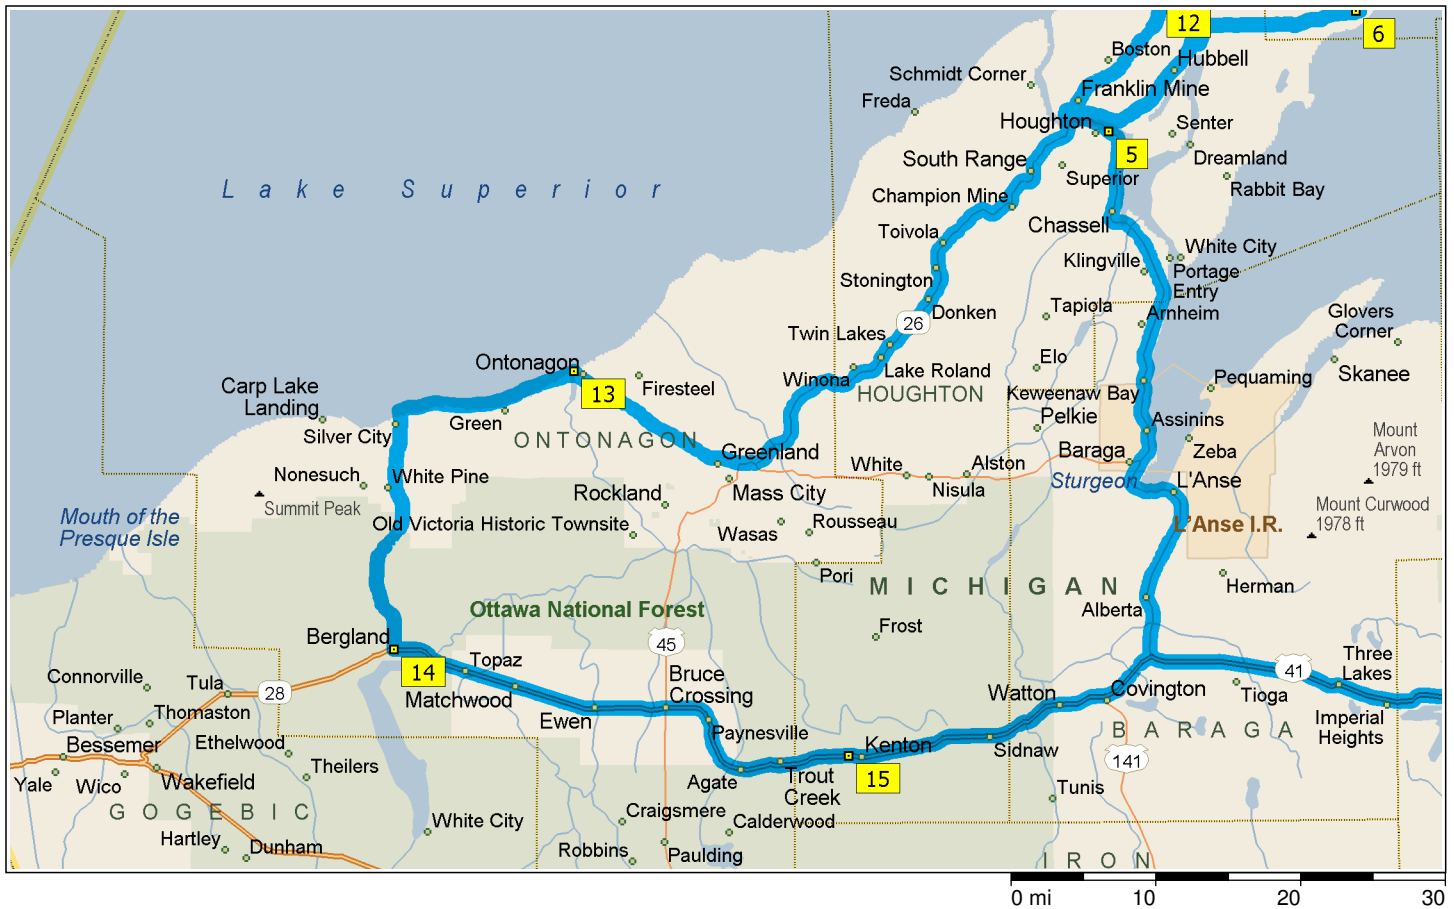 12
6
Boston
Hubbell
Schmidt Corner
Franklin Mine
Freda
Houghton
Senter
5
South Range
Dreamland
Superior
Rabbit Bay
Lake Superior
Champion Mine
Chassell
Toivola
White City
Klingville
Portage
Entry
Stonington
Tapiola
Donken
Arnheim
Glovers
Corner
26
Twin Lakes
Elo
Ontonagon
Lake Roland
Pequaming
Skanee
Carp Lake
Landing
13
Firesteel
Winona
HOUGHTON
Keweenaw Bay
Pelkie
Assinins
Green
Silver City
ONTONAGON
Mount
Arvon
1979 ft
Greenland
Baraga
Zeba
White
Alston
Nonesuch
White Pine
Sturgeon
L'Anse
Nisula
Rockland
Mass City
Summit Peak
Mount Curwood
1978 ft
Mouth of the
Presque Isle
Old Victoria Historic Townsite
Rousseau
Wasas
L'Anse I.R.
Pori
MICHIGAN
Herman
Ottawa National Forest
Alberta
Frost
Bergland
45
Three
Lakes
14
Topaz
Bruce
Crossing
41
Connorville
Tula
28
Matchwood
Watton
Covington
Tioga
Planter
Thomaston
Ewen
Imperial
Heights
Paynesville
BARAGA
Bessemer
Ethelwood
Kenton
Sidnaw
141
Theilers
Trout
Creek
15
Yale
Wico
Wakefield
Agate
Tunis
GOGEBIC
Craigsmere
Calderwood
White City
Hartley
Dunham
Robbins
Paulding
IRON
0 mi
10
20
30